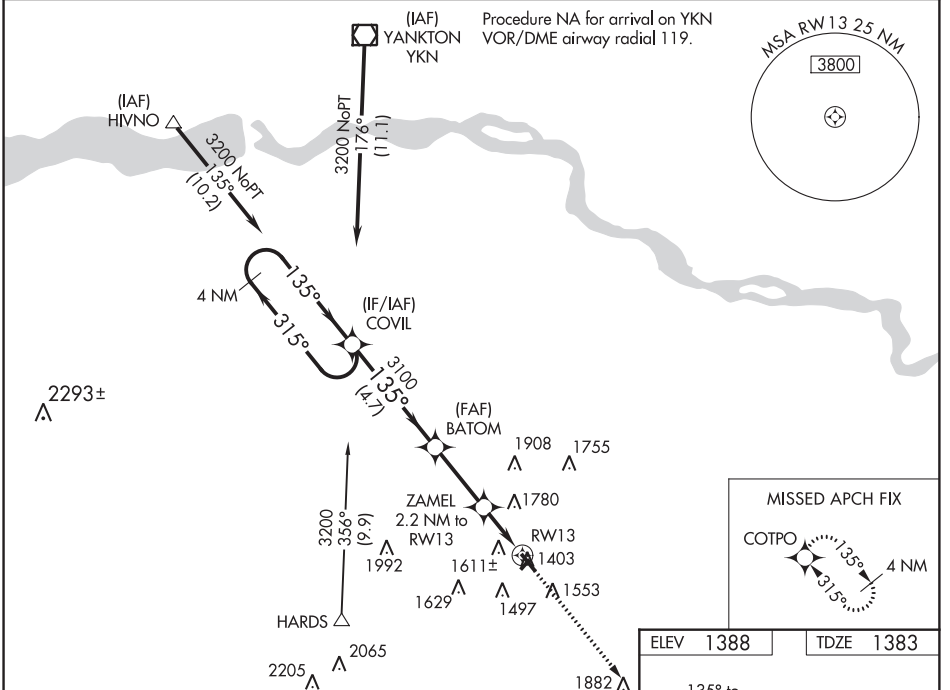 (IAF)
YANKTON
YKN
Procedure NA for arrival on YKN
VOR/DME airway radial 119.
MSA RW13 25 NM
3800
(IAF)
HIVNO
3200 NoPT
135°
(10.2)
3200 NoPT
176°
(11.1)
4 NM
135°
315°
(IF/IAF)
COVIL
3100
135°
(4.7)
2293±
(FAF)
BATOM
1908
1755
ZAMEL
2.2 NM to
RW13
1780
RW13
1403
3200
356°
(9.9)
1992
1611±
1629
1497
1553
HARDS
2065
2205
1882
MISSED APCH FIX
COTPO
135°
315°
4 NM
ELEV 1388
TDZE 1383
135° to